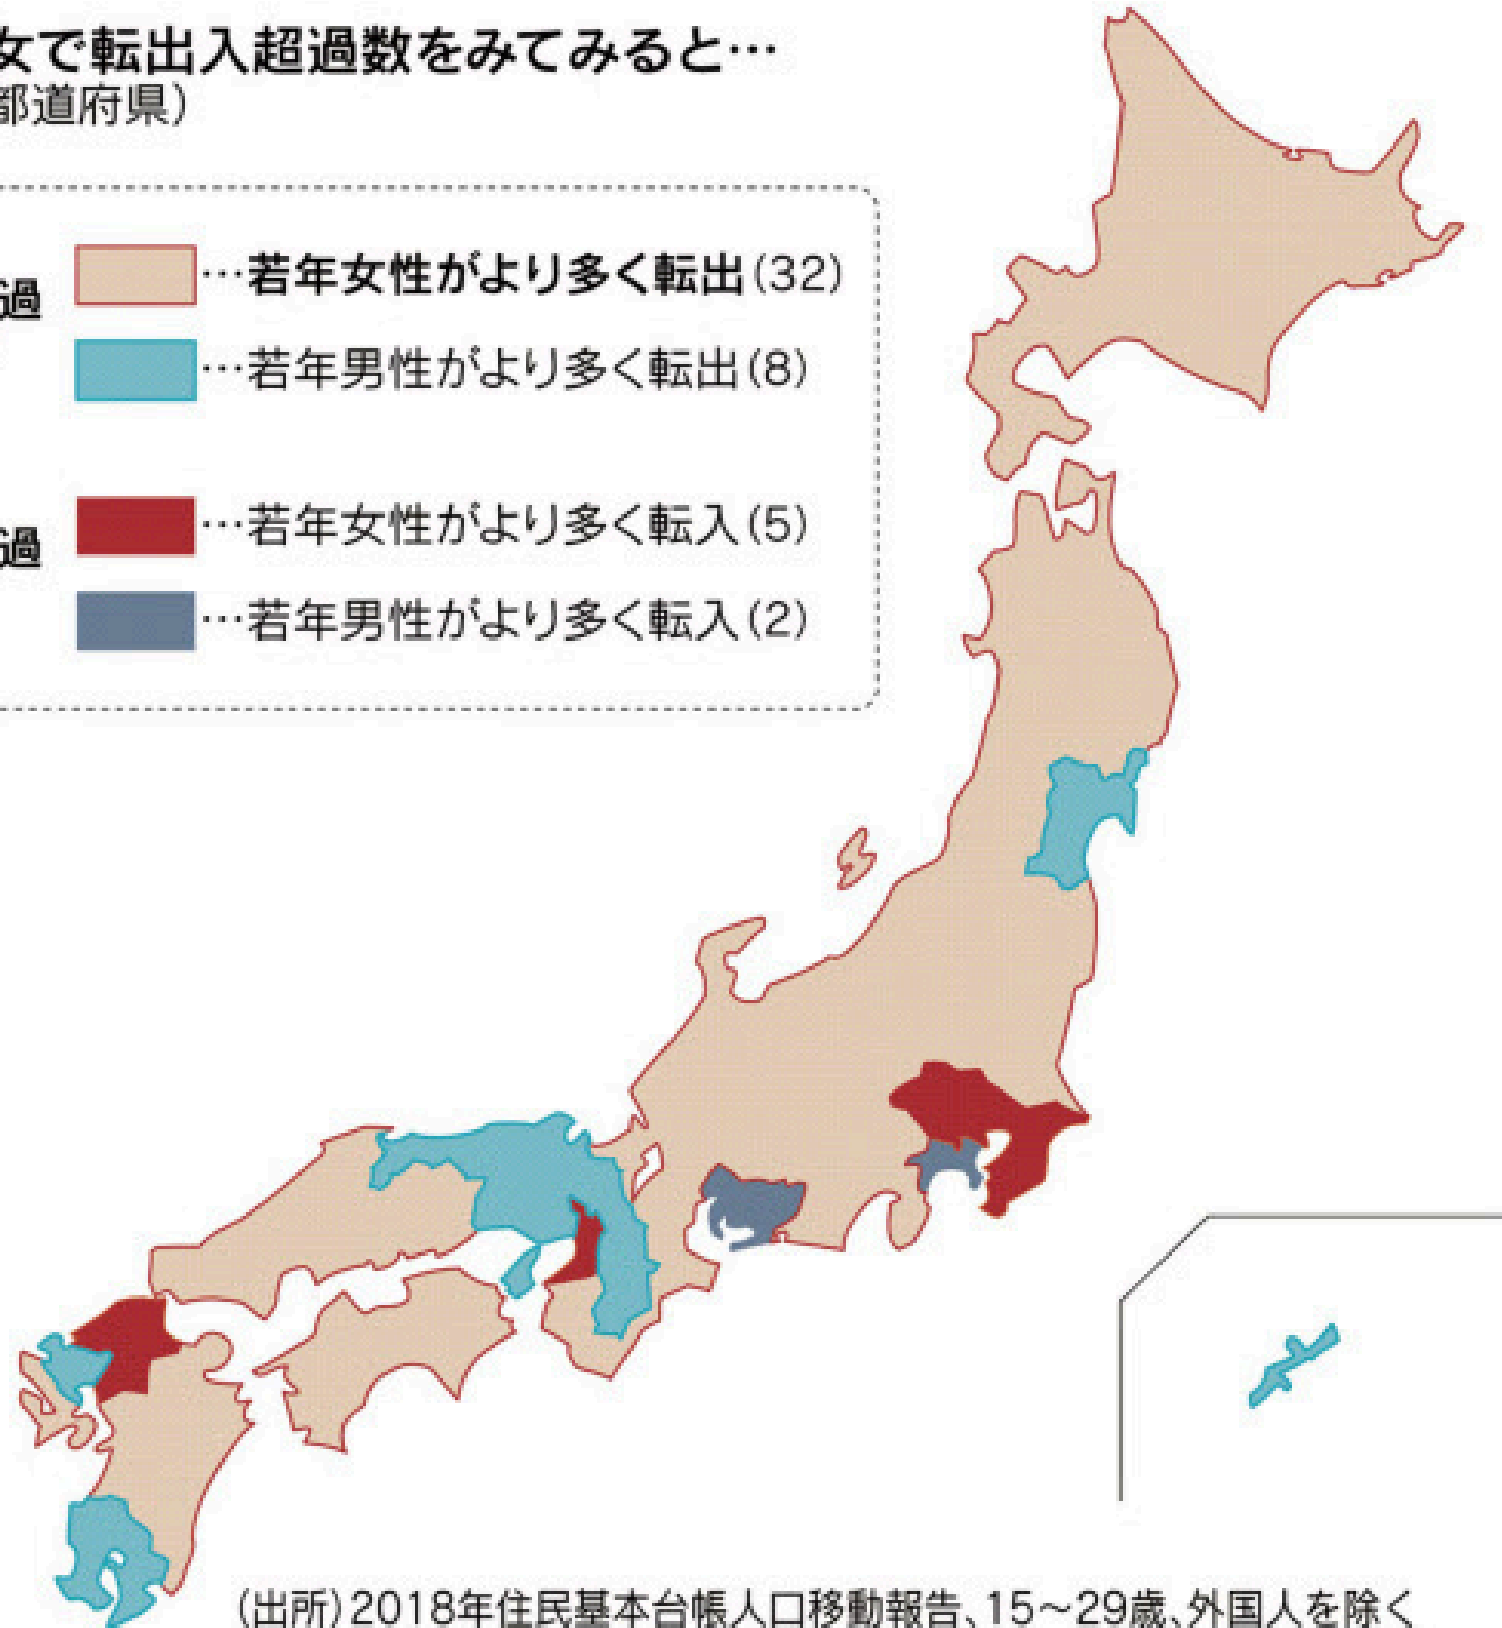 女で転出入超過数をみてみると…
都道府県）
過
…若年女性がより多く転出（32）
…若年男性がより多く転出（8）
過
…若年女性がより多く転入（5）
…若年男性がより多く転入（2）
（出所）2018年住民基本台帳人口移動報告、15～29歳、外国人を除く